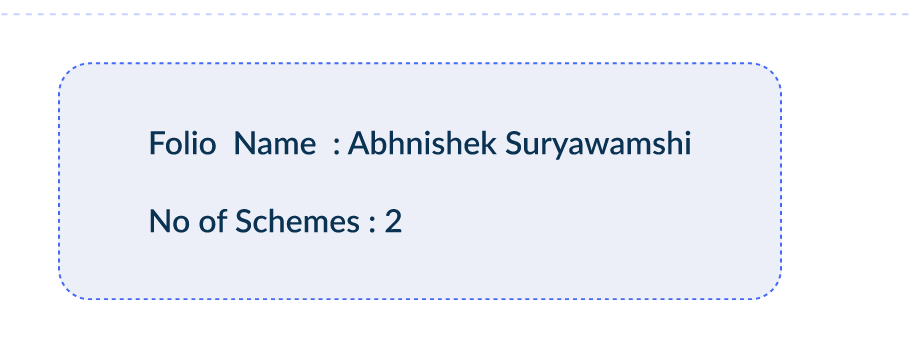 Folio Name : Abhnishek Suryawamshi
No of Schemes : 2